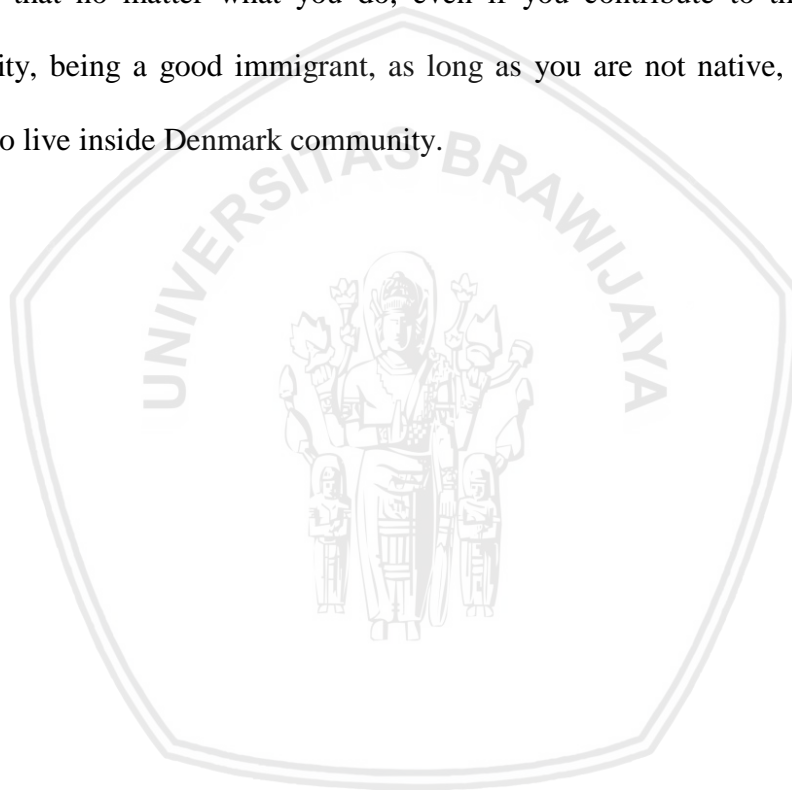 that no matter what you do, even if you contribute to
ity, being a good immigrant, as long as you are not native,
o live inside Denmark community.
UNIVERSITAS BRAWIJAYA